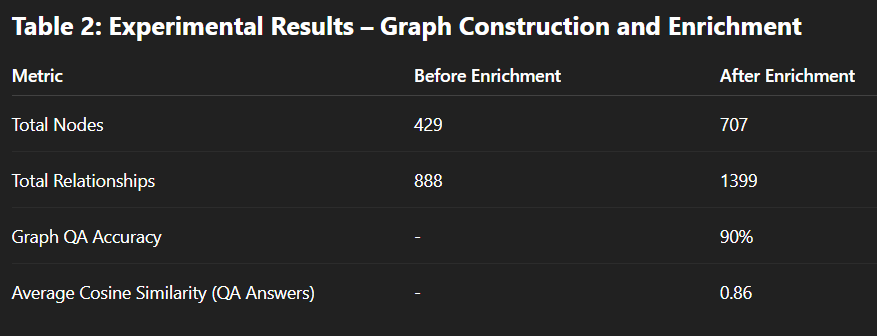 Table 2: Experimental Results – Graph Construction and Enrichment
Metric Before Enrichment After Enrichment
Total Nodes 429 707
Total Relationships 888 1399
Graph QA Accuracy - 90%
Average Cosine Similarity (QA Answers) - 0.86